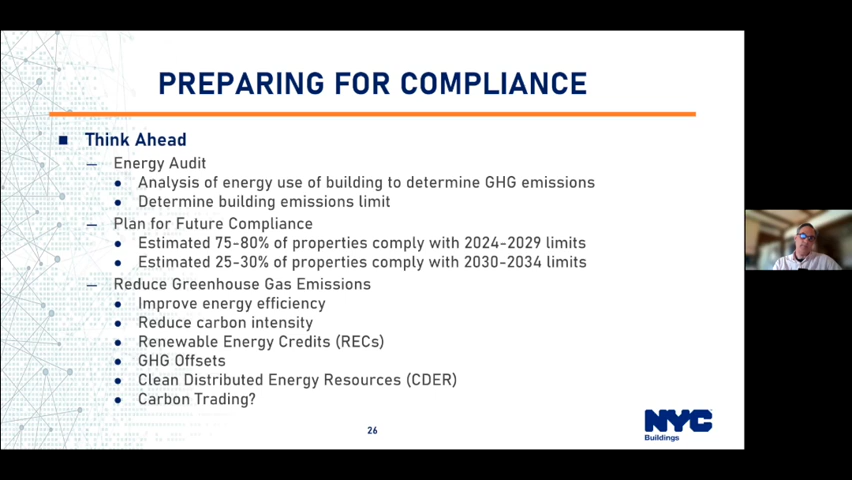 PREPARING FOR COMPLIANCE
■ Think Ahead
– Energy Audit
• Analysis of energy use of building to determine GHG emissions
• Determine building emissions limit
– Plan for Future Compliance
• Estimated 75-80% of properties comply with 2024-2029 limits
• Estimated 25-30% of properties comply with 2030-2034 limits
– Reduce Greenhouse Gas Emissions
• Improve energy efficiency
• Reduce carbon intensity
• Renewable Energy Credits (RECs)
• GHG Offsets
• Clean Distributed Energy Resources (CDER)
• Carbon Trading?
26
NYC
Buildings